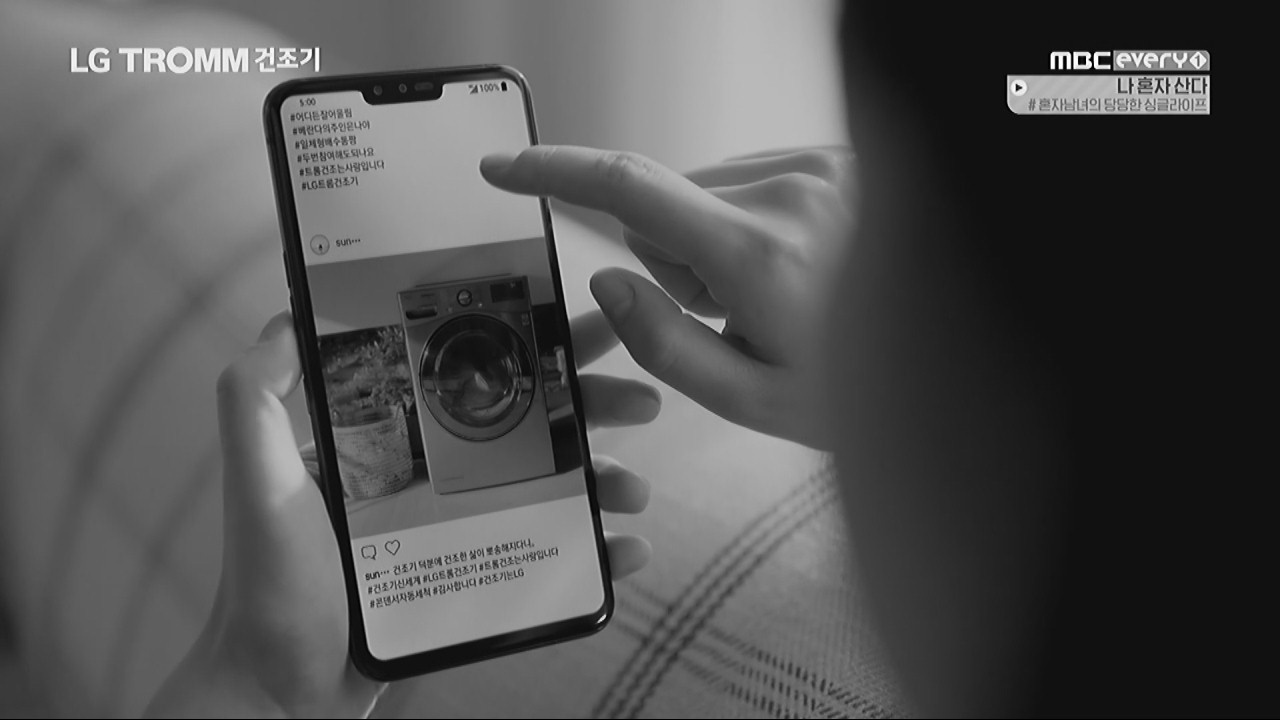 LG TROMM 건조기
MBC every1
나 혼자 산다
# 혼자남녀의 당당한 싱글라이프
5:00
100%
#어디든잘어울림
#베란다의주인은나야
#일체형배수통짱
#두번참여해도되나요
#트롬건조기는사랑입니다
#LG트롬건조기
sun…
sun… 건조기 덕분에 건조한 삶이 뽀송해지다니,
#건조기신세계 #LG트롬건조기 #트롬건조는사랑입니다
#콘덴서자동세척 #감사합니다 #건조기는LG